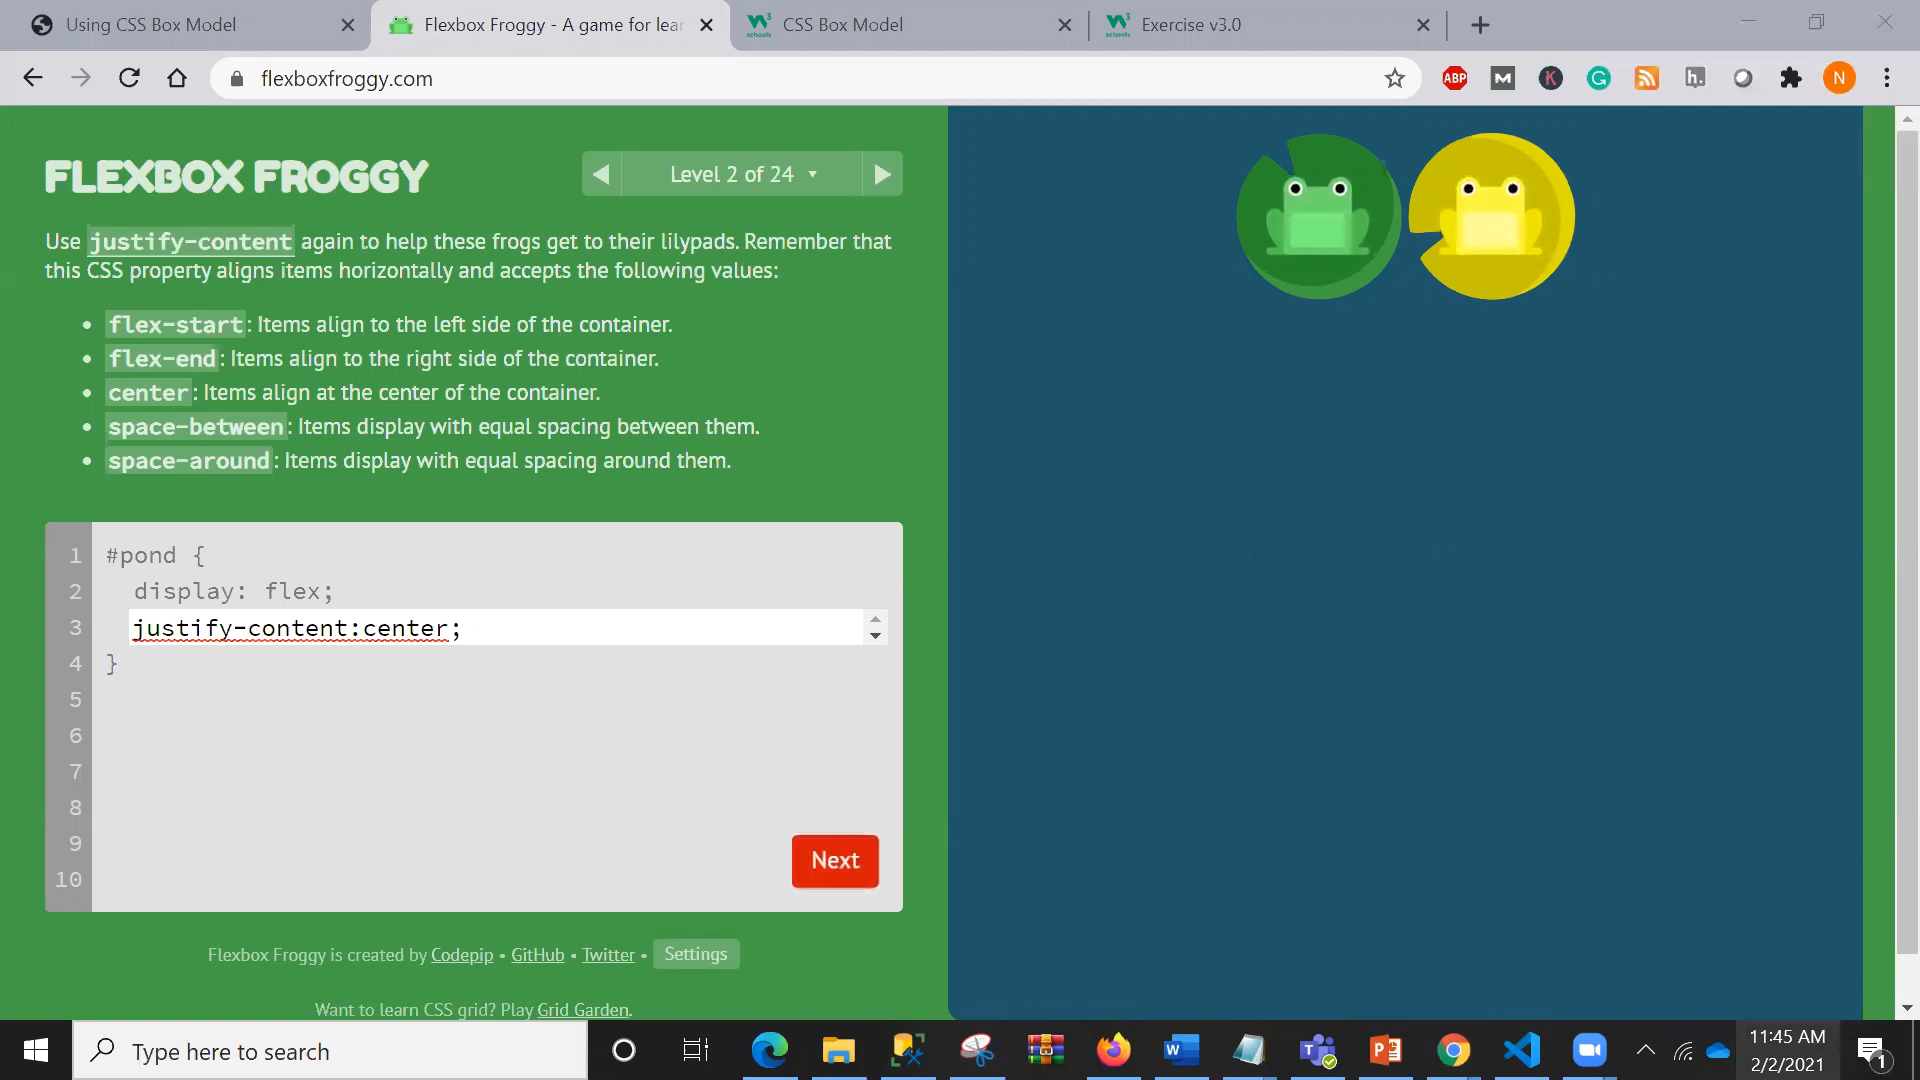 Using CSS Box Model
Flexbox Froggy - A game for lear
CSS Box Model
Exercise v3.0
flexboxfroggy.com
ABP
N
FLEXBOX FROGGY
Level 2 of 24
Use justify-content again to help these frogs get to their lilypads. Remember that
this CSS property aligns items horizontally and accepts the following values:
• flex-start: Items align to the left side of the container.
• flex-end: Items align to the right side of the container.
• center: Items align at the center of the container.
• space-between: Items display with equal spacing between them.
• space-around: Items display with equal spacing around them.
1 #pond {
2 display: flex;
3 justify-content:center;
4 }
5
6
7
8
9
10
Next
Flexbox Froggy is created by Codepip • GitHub • Twitter • Settings
Want to learn CSS grid? Play Grid Garden.
Type here to search
11:45 AM
2/2/2021
1